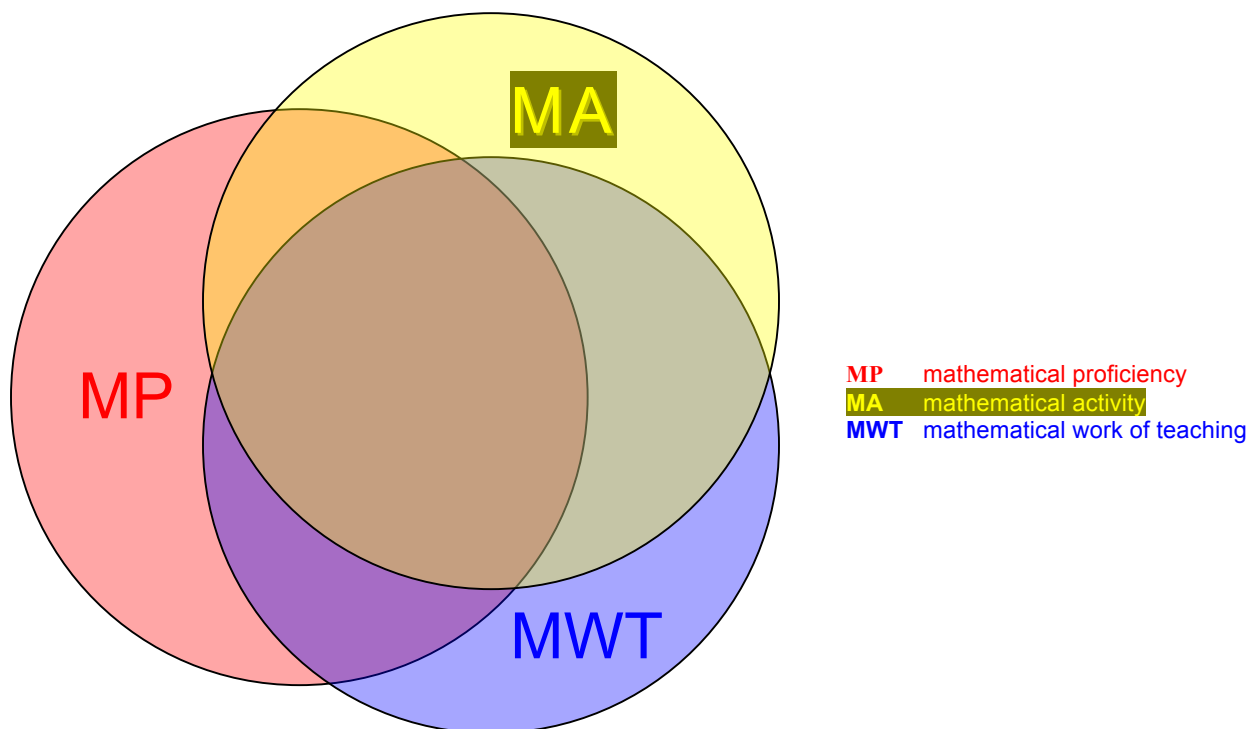 MA
MP
MWT
MP mathematical proficiency
MA mathematical activity
MWT mathematical work of teaching